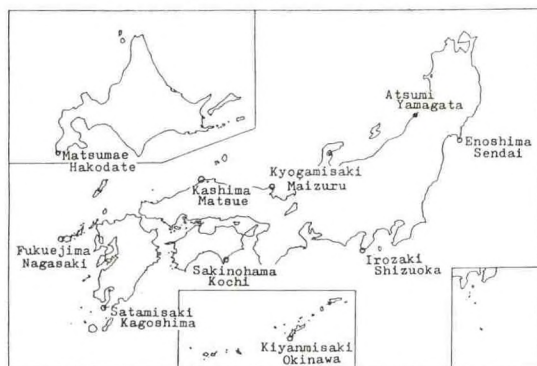 Atsumi
Yamagata
Enoshima
Sendai
Matsumae
Hakodate
Kyogamisaki
Maizuru
Kashima
Matsue
Fukuejima
Nagasaki
Sakinohama
Kochi
Irozaki
Shizuoka
Satamisaki
Kagoshima
Kiyanmisaki
Okinawa